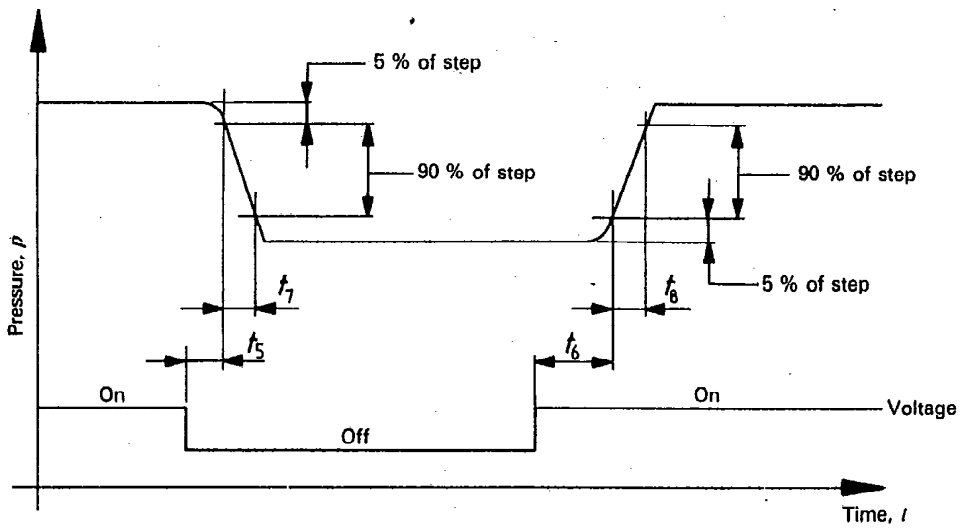 5 % of step
90 % of step
90 % of step
5 % of step
Pressure, p
t7
t8
t5
t6
On
Off
On
Voltage
Time, t